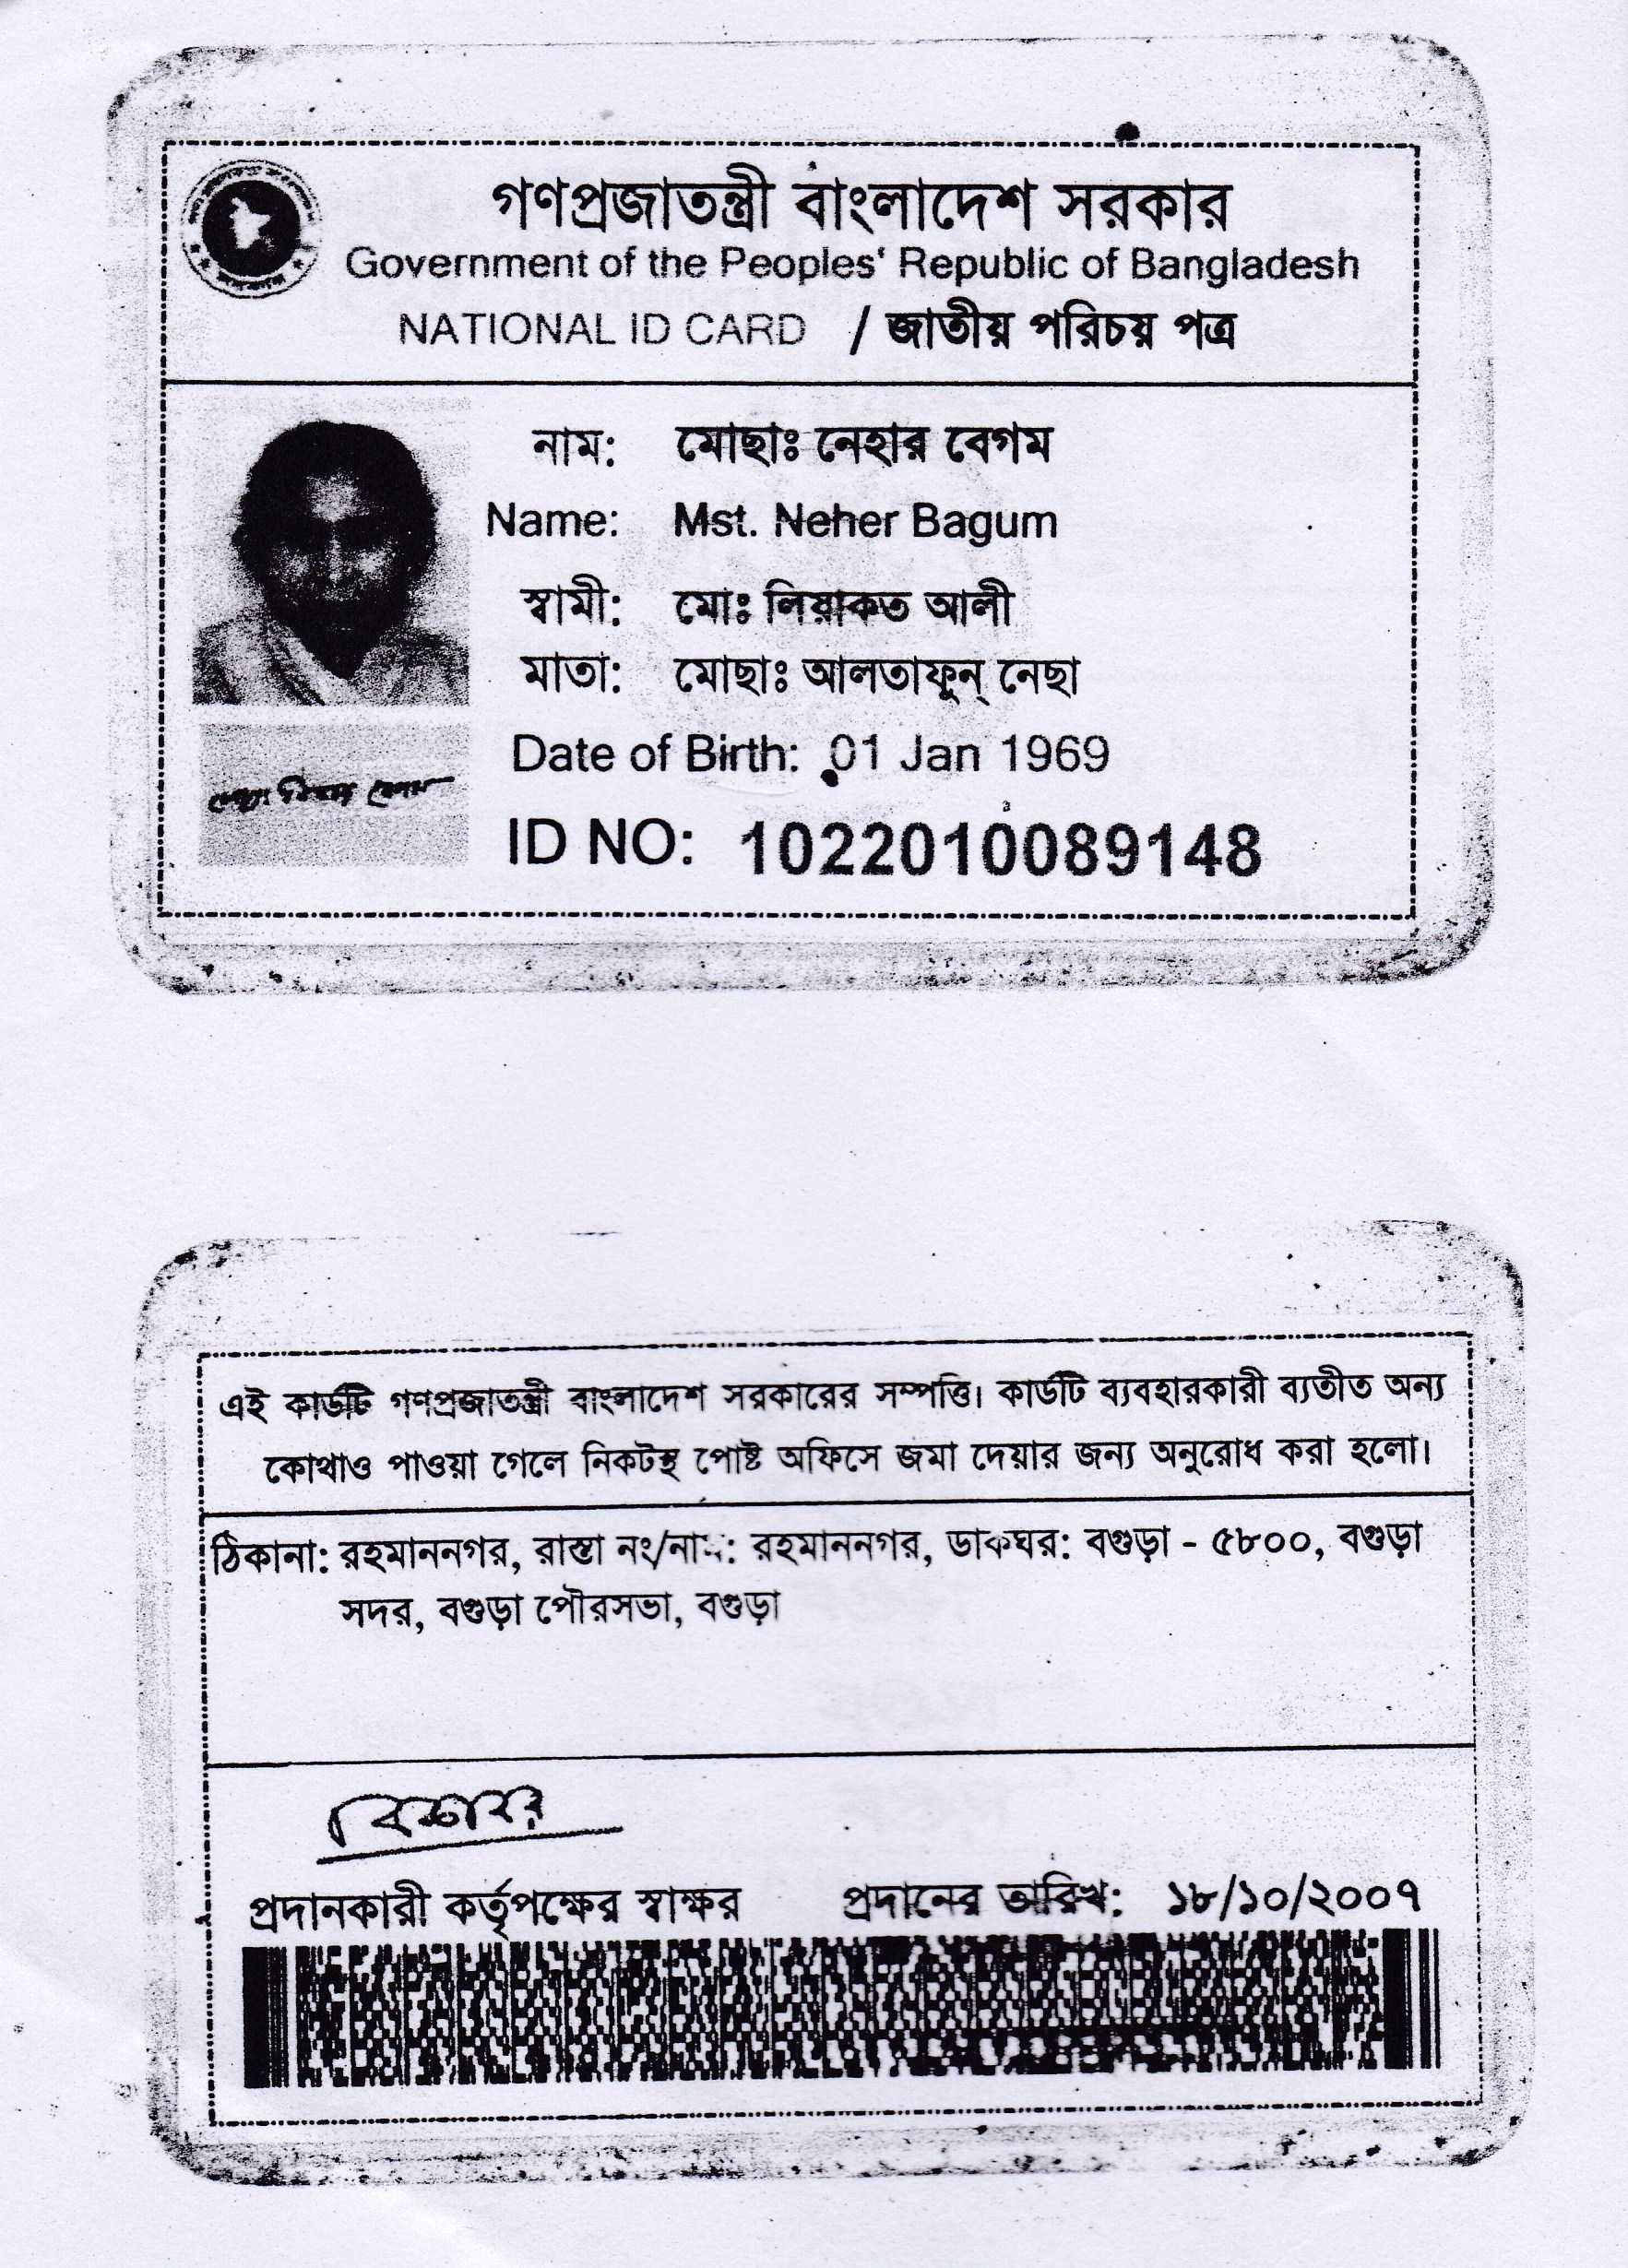 গণপ্রজাতন্ত্রী বাংলাদেশ সরকার
Government of the Peoples' Republic of Bangladesh
NATIONAL ID CARD / জাতীয় পরিচয় পত্র
নাম: মোছাঃ নেহার বেগম
Name: Mst. Neher Bagum
স্বামী: মোঃ লিয়াকত আলী
মাতা: মোছাঃ আলতাফুন্ নেছা
Date of Birth: 01 Jan 1969
ID NO: 1022010089148
এই কার্ডটি গণপ্রজাতন্ত্রী বাংলাদেশ সরকারের সম্পত্তি। কার্ডটি ব্যবহারকারী ব্যতীত অন্য
কোথাও পাওয়া গেলে নিকটস্থ পোষ্ট অফিসে জমা দেয়ার জন্য অনুরোধ করা হলো।
ঠিকানা: রহমাননগর, রাস্তা নং/নাম: রহমাননগর, ডাকঘর: বগুড়া - ৫৮০০, বগুড়া
সদর, বগুড়া পৌরসভা, বগুড়া
প্রদানকারী কর্তৃপক্ষের স্বাক্ষর প্রদানের তারিখ: ১৮/১০/২০০৭